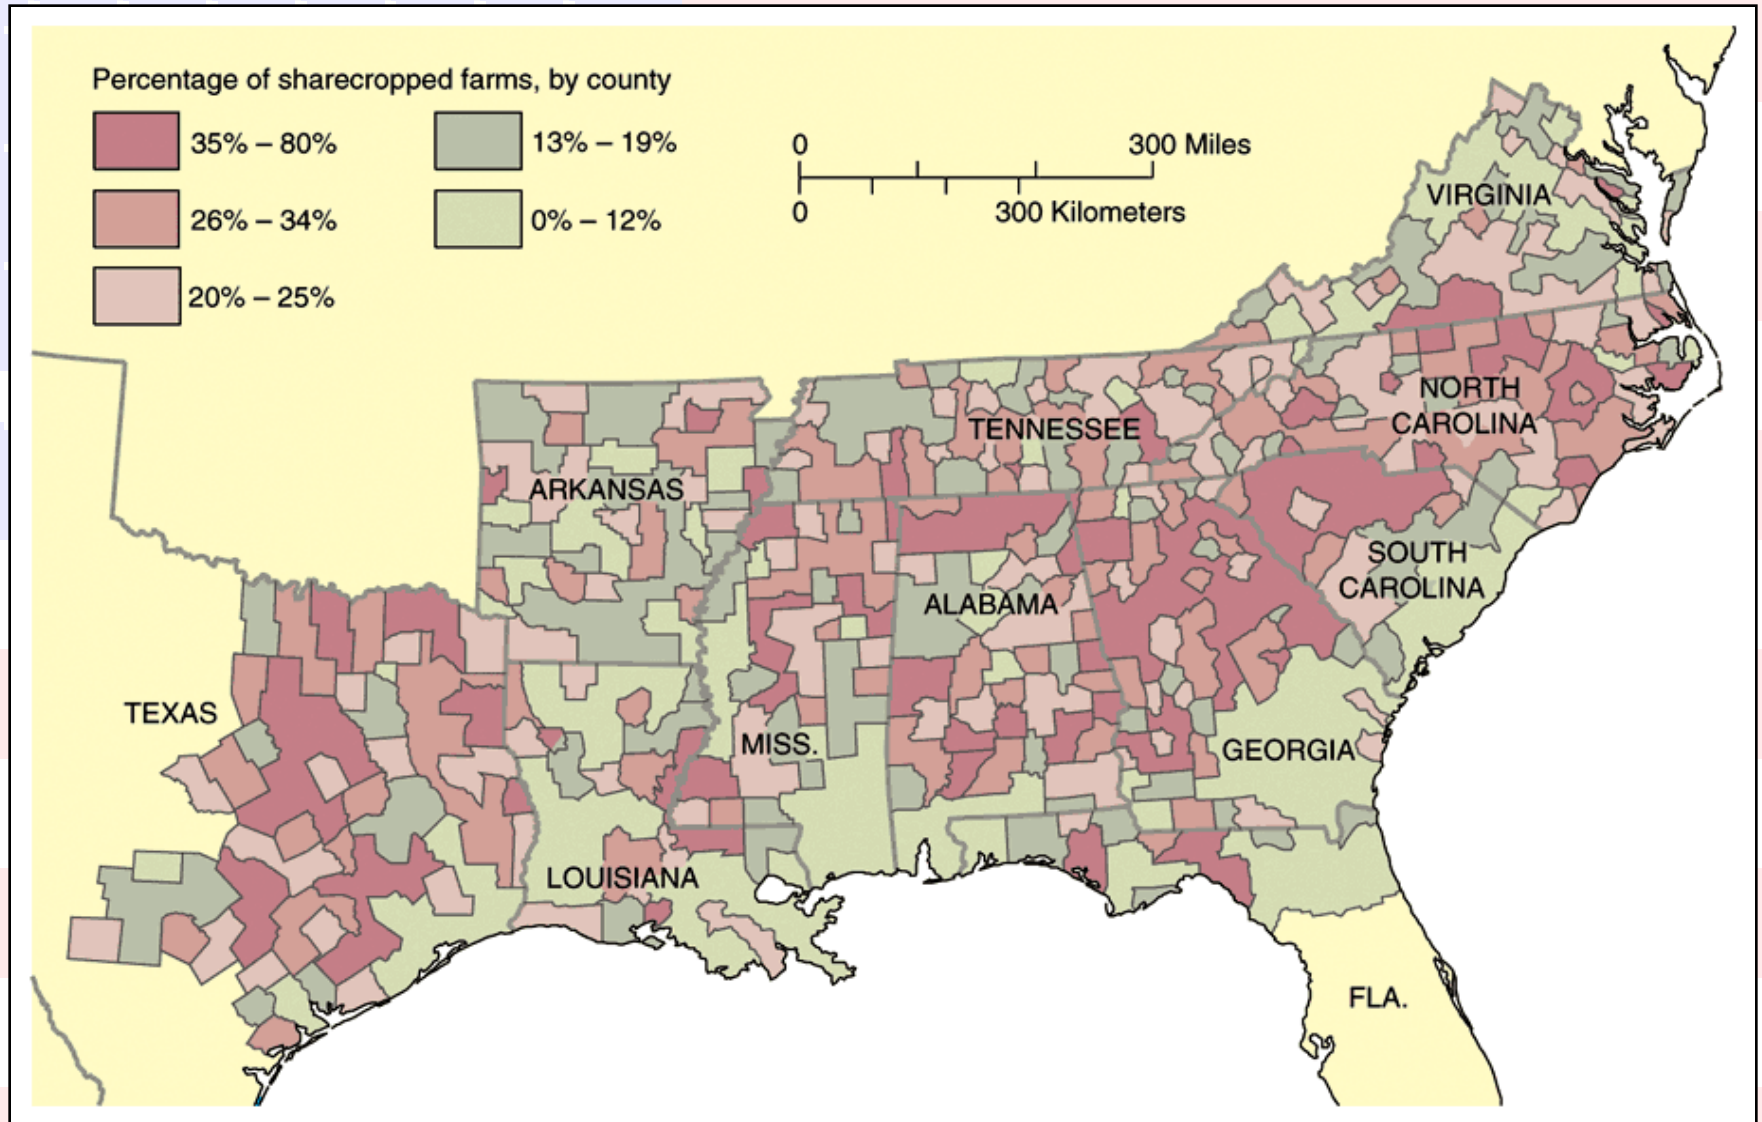 Percentage of sharecropped farms, by county
35% – 80%
13% – 19%
26% – 34%
0% – 12%
20% – 25%
0
300 Miles
0
300 Kilometers
VIRGINIA
NORTH
CAROLINA
TENNESSEE
ARKANSAS
SOUTH
CAROLINA
ALABAMA
TEXAS
MISS.
GEORGIA
LOUISIANA
FLA.